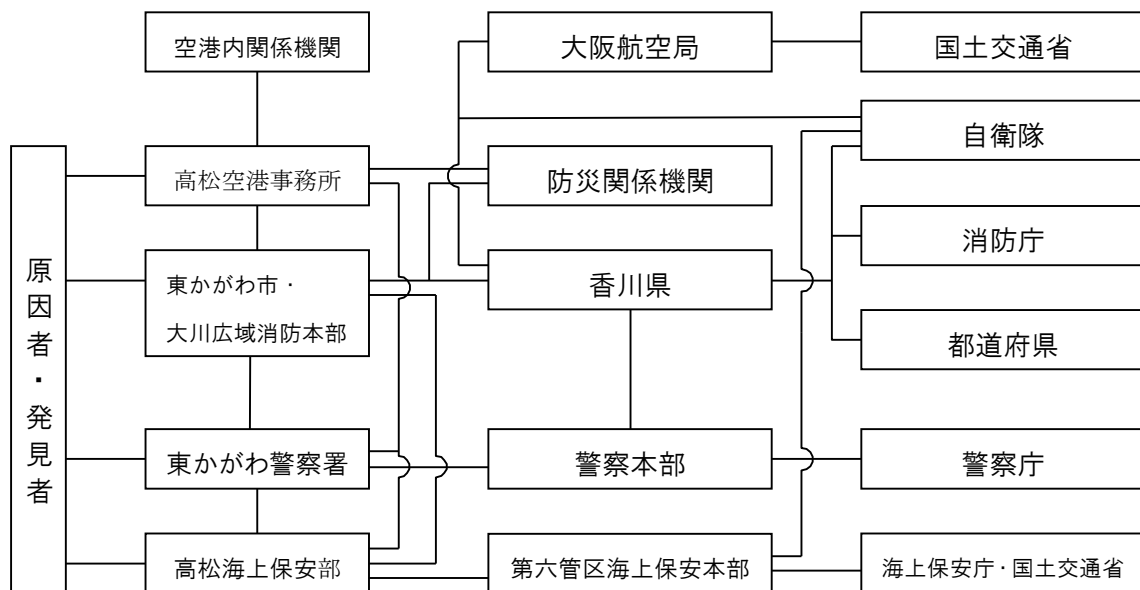 空港内関係機関
大阪航空局
国土交通省
自衛隊
高松空港事務所
防災関係機関
消防庁
原因者・発見者
東かがわ市・
大川広域消防本部
香川県
都道府県
東かがわ警察署
警察本部
警察庁
高松海上保安部
第六管区海上保安本部
海上保安庁・国土交通省